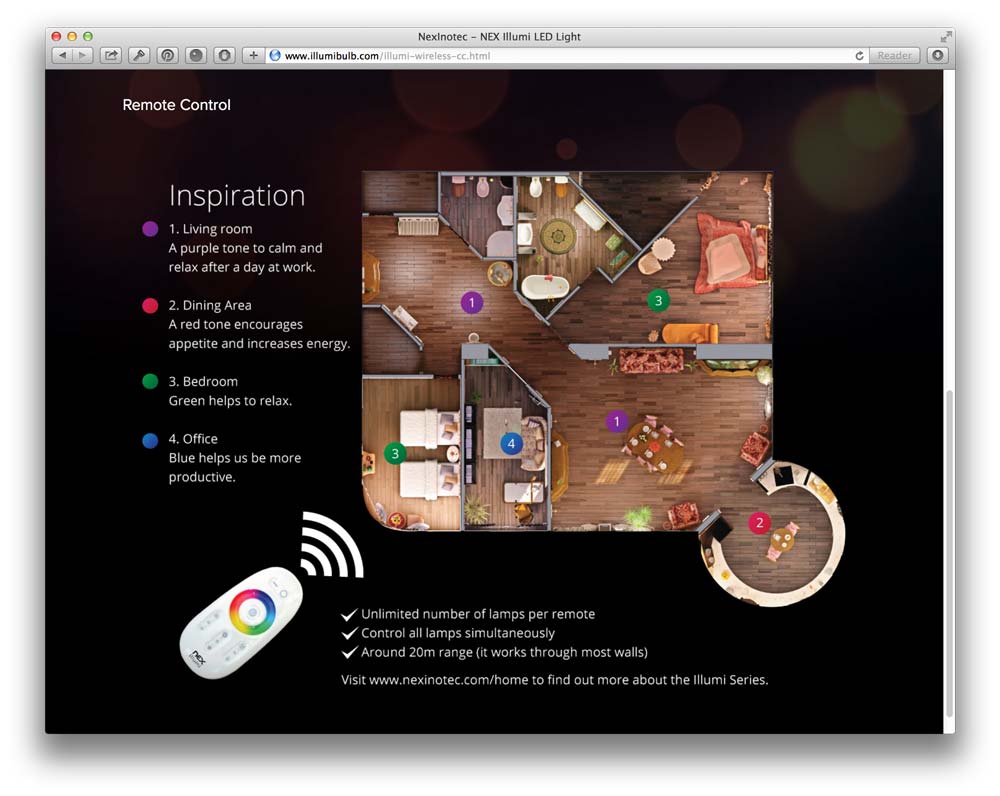 NexInotec – NEX Illumi LED Light
www.illumibulb.com/illumi-wireless-cc.html
Reader
Remote Control
Inspiration
1. Living room
A purple tone to calm and
relax after a day at work.
2. Dining Area
A red tone encourages
appetite and increases energy.
3. Bedroom
Green helps to relax.
4. Office
Blue helps us be more
productive.
1
3
1
4
3
2
NEX
Unlimited number of lamps per remote
Control all lamps simultaneously
Around 20m range (it works through most walls)
Visit www.nexinotec.com/home to find out more about the Illumi Series.